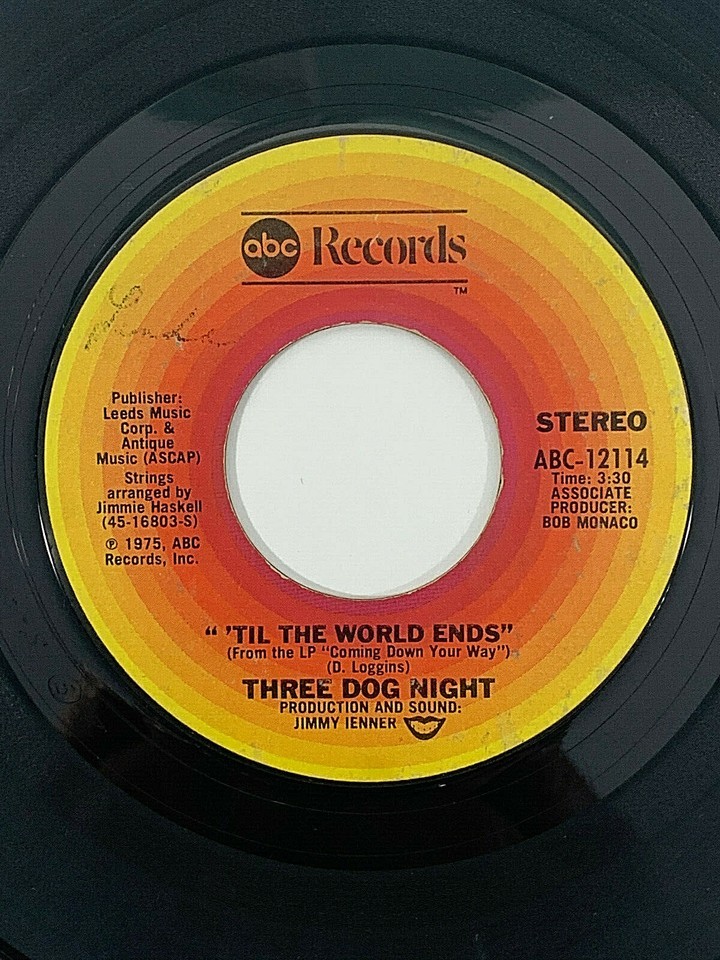 abc Records
TM
Publisher:
Leeds Music
Corp. &
Antique
Music (ASCAP)
Strings
arranged by
Jimmie Haskell
(45-16803-S)
℗ 1975, ABC
Records, Inc.
STEREO
ABC-12114
Time: 3:30
ASSOCIATE
PRODUCER:
BOB MONACO
" 'TIL THE WORLD ENDS"
(From the LP "Coming Down Your Way")
(D. Loggins)
THREE DOG NIGHT
PRODUCTION AND SOUND:
JIMMY IENNER